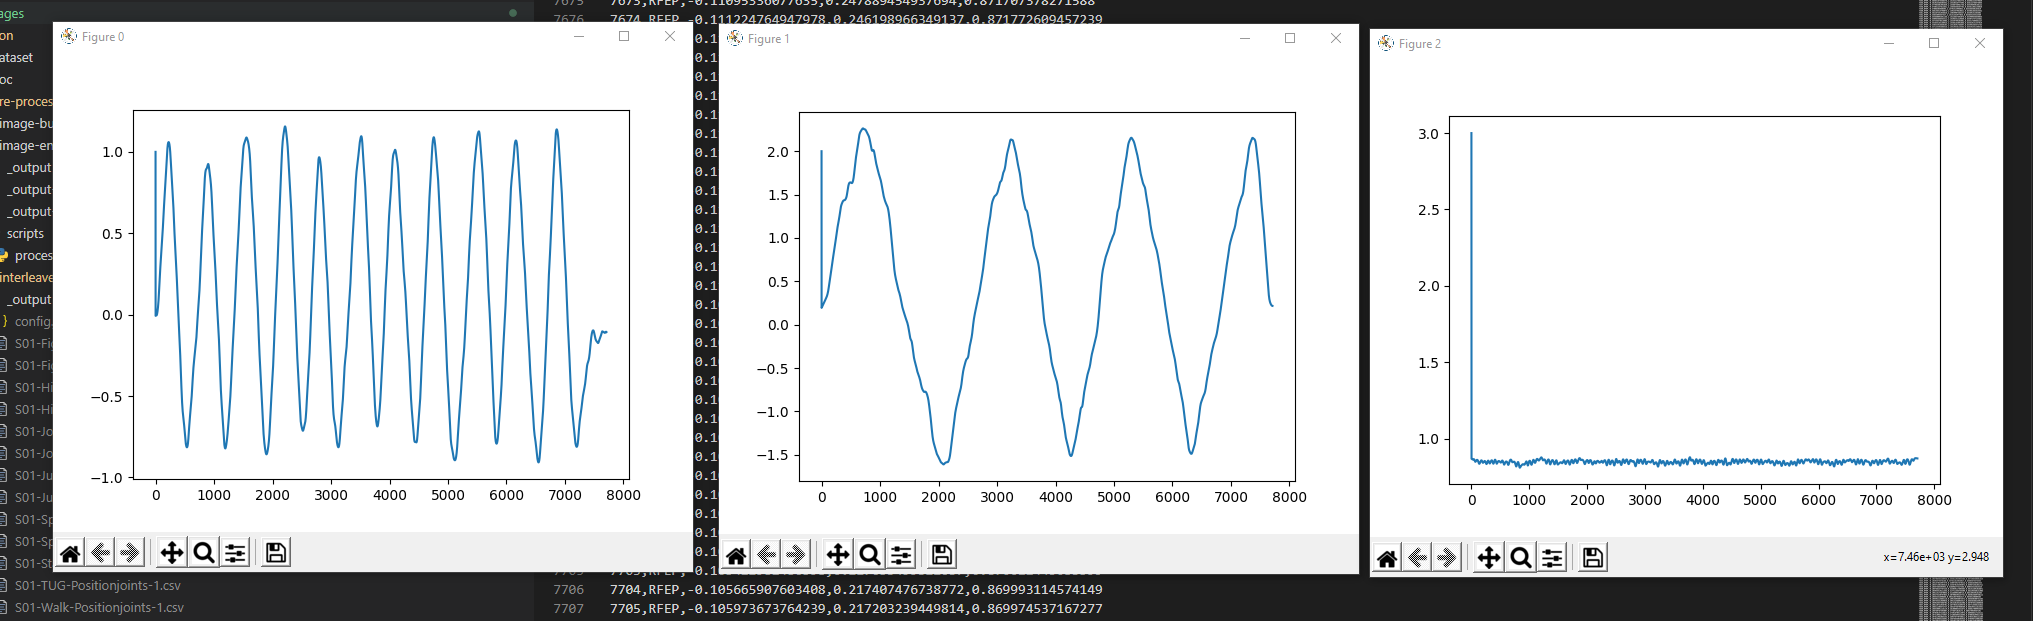 ages
7675 7673,RFEP,-0.11095336077635,0.247889454937694,0.871707378271588
7676 7674,RFEP,-0.111224764947978,0.246198966349137,0.871772609457239
on
ataset
oc
re-proces
image-bu
image-en
_output
_output
_output
scripts
proces
interleave
_output
config.
S01-Fi
S01-Fi
S01-Hi
S01-Hi
S01-Jo
S01-Jo
S01-Ju
S01-Ju
S01-Sp
S01-Sp
S01-St
S01-TUG-Positionjoints-1.csv
S01-Walk-Positionjoints-1.csv
Figure 0
1.0
0.5
0.0
−0.5
−1.0
0 1000 2000 3000 4000 5000 6000 7000 8000
Figure 1
2.0
1.5
1.0
0.5
0.0
−0.5
−1.0
−1.5
0 1000 2000 3000 4000 5000 6000 7000 8000
Figure 2
3.0
2.5
2.0
1.5
1.0
0 1000 2000 3000 4000 5000 6000 7000 8000
x=7.46e+03 y=2.948
7706 7704,RFEP,-0.105665907603408,0.217407476738772,0.869993114574149
7707 7705,RFEP,-0.105973673764239,0.217203239449814,0.869974537167277